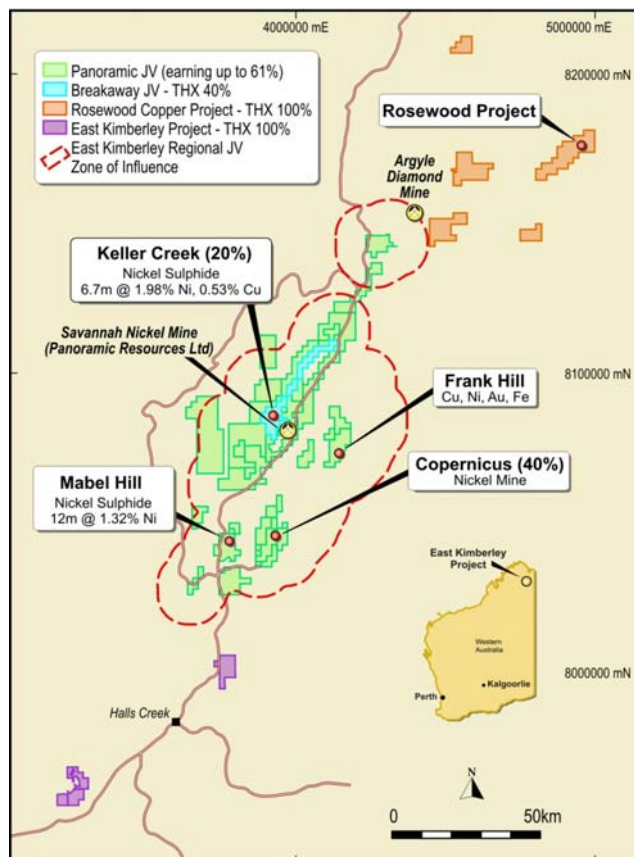 4000000 mE
5000000 mE
8200000 mN
Panoramic JV (earning up to 61%)
Breakaway JV - THX 40%
Rosewood Copper Project - THX 100%
East Kimberley Project - THX 100%
East Kimberley Regional JV
Zone of Influence
Rosewood Project
Argyle
Diamond
Mine
Keller Creek (20%)
Nickel Sulphide
6.7m @ 1.98% Ni, 0.53% Cu
Savannah Nickel Mine
(Panoramic Resources Ltd)
8100000 mN
Frank Hill
Cu, Ni, Au, Fe
Copernicus (40%)
Nickel Mine
Mabel Hill
Nickel Sulphide
12m @ 1.32% Ni
East Kimberley
Project
Western
Australia
Kalgoorlie
Perth
8000000 mN
Halls Creek
N
0
50km